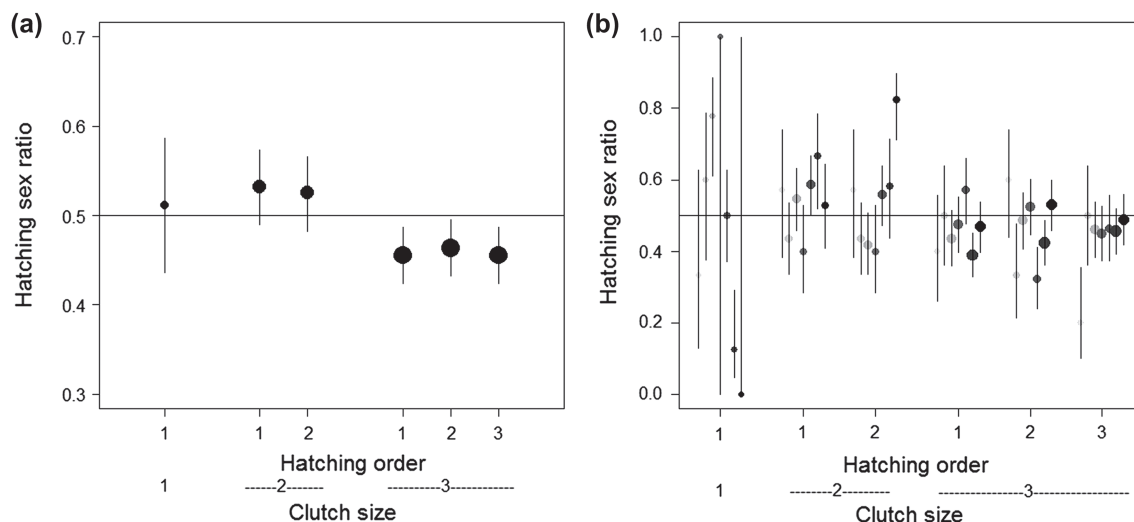 (a)
Hatching sex ratio
0.7
0.6
0.5
0.4
0.3
1 1 2 1 2 3
Hatching order
1 ------2------- ----------3------------
Clutch size
(b)
Hatching sex ratio
1.0
0.8
0.6
0.4
0.2
0.0
1 1 2 1 2 3
Hatching order
1 --------2-------- ----------------3-----------------
Clutch size